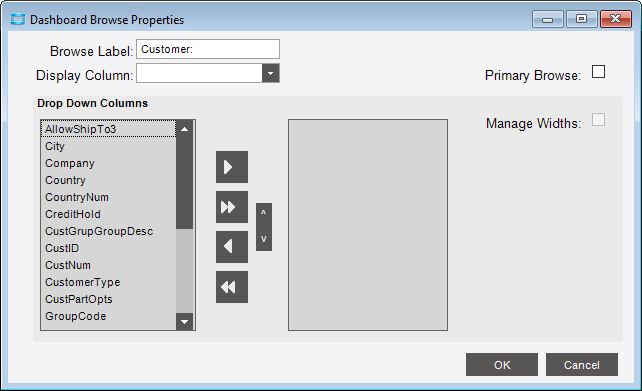 Dashboard Browse Properties
Browse Label: Customer:
Display Column:
Primary Browse:
Drop Down Columns
Manage Widths:
AllowShipTo3
City
Company
Country
CountryNum
CreditHold
CustGrupGroupDesc
CustID
CustNum
CustomerType
CustPartOpts
GroupCode
OK Cancel